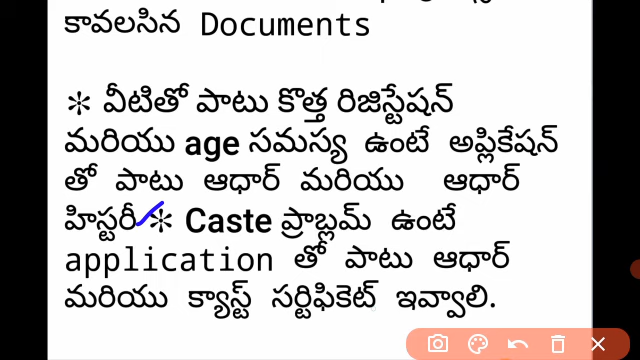 కావలసిన Documents
* వీటితో పాటు కొత్త రిజిస్టేషన్
మరియు age సమస్య ఉంటే అప్లికేషన్
తో పాటు ఆధార్ మరియు ఆధార్
హిస్టరీ * Caste ప్రాబ్లమ్ ఉంటే
application తో పాటు ఆధార్
మరియు క్యాస్ట్ సర్టిఫికెట్ ఇవ్వాలి.